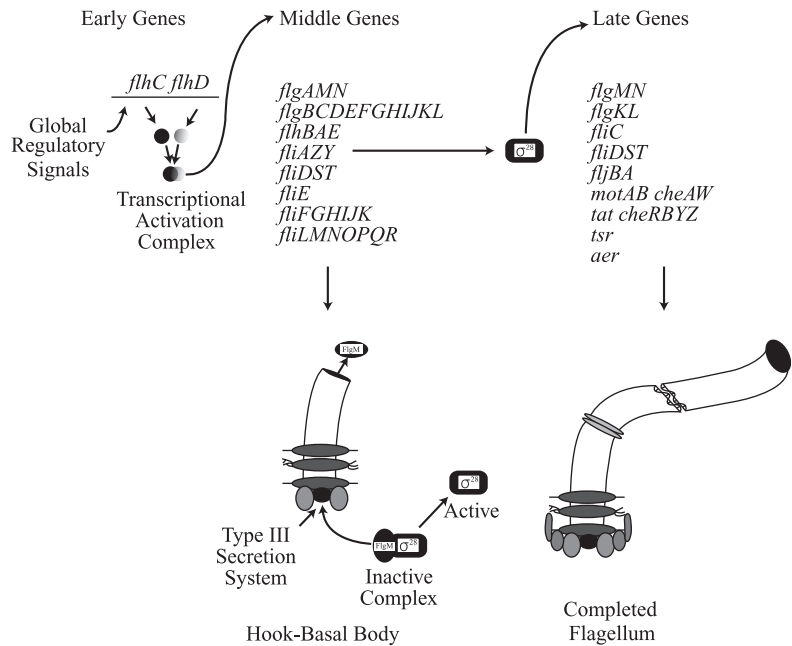 Early Genes
Middle Genes
Late Genes
flhC flhD
Global
Regulatory
Signals
Transcriptional
Activation
Complex
flgAMN
flgBCDEFGHIJKL
flhBAE
fliAZY
fliDST
fliE
fliFGHIJK
fliLMNOPQR
σ28
flgMN
flgKL
fliC
fliDST
fljBA
motAB cheAW
tat cheRBYZ
tsr
aer
FlgM
Type III
Secretion
System
FlgM
σ28
Inactive
Complex
σ28
Active
Hook-Basal Body
Completed
Flagellum